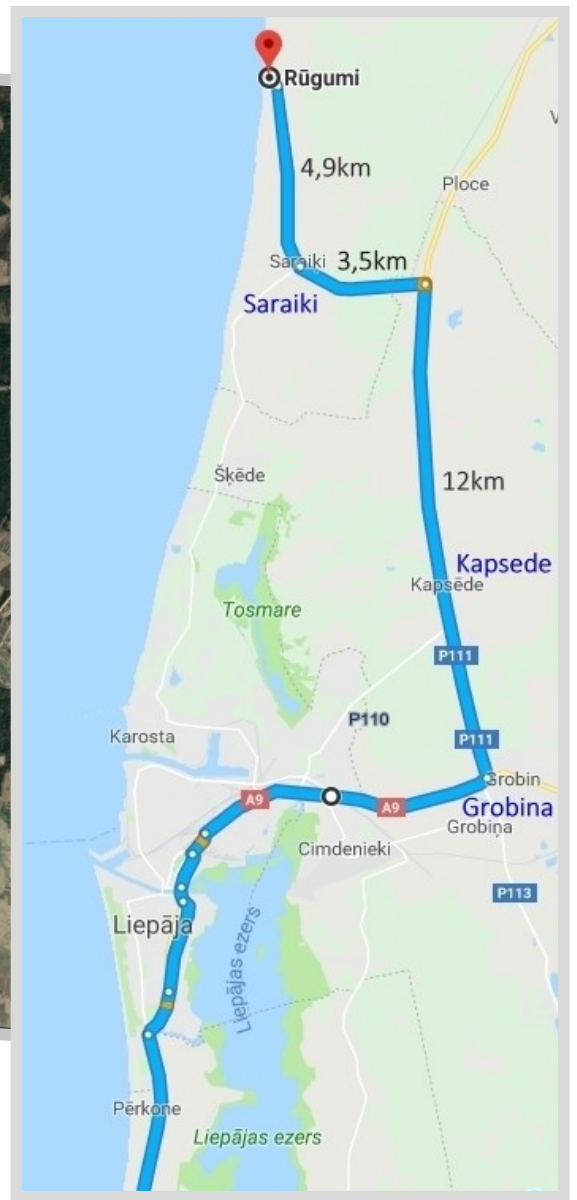 Rūgumi
4,9km
Ploce
Saraiķi
3,5km
Saraiki
Šķēde
12km
Kapsede
Kapsēde
Tosmare
P111
P110
Karosta
P111
Grobin
A9
A9
Grobina
Grobiņa
Cimdenieki
P113
Liepāja
Liepājas ezers
Pērkone
Liepājas ezers